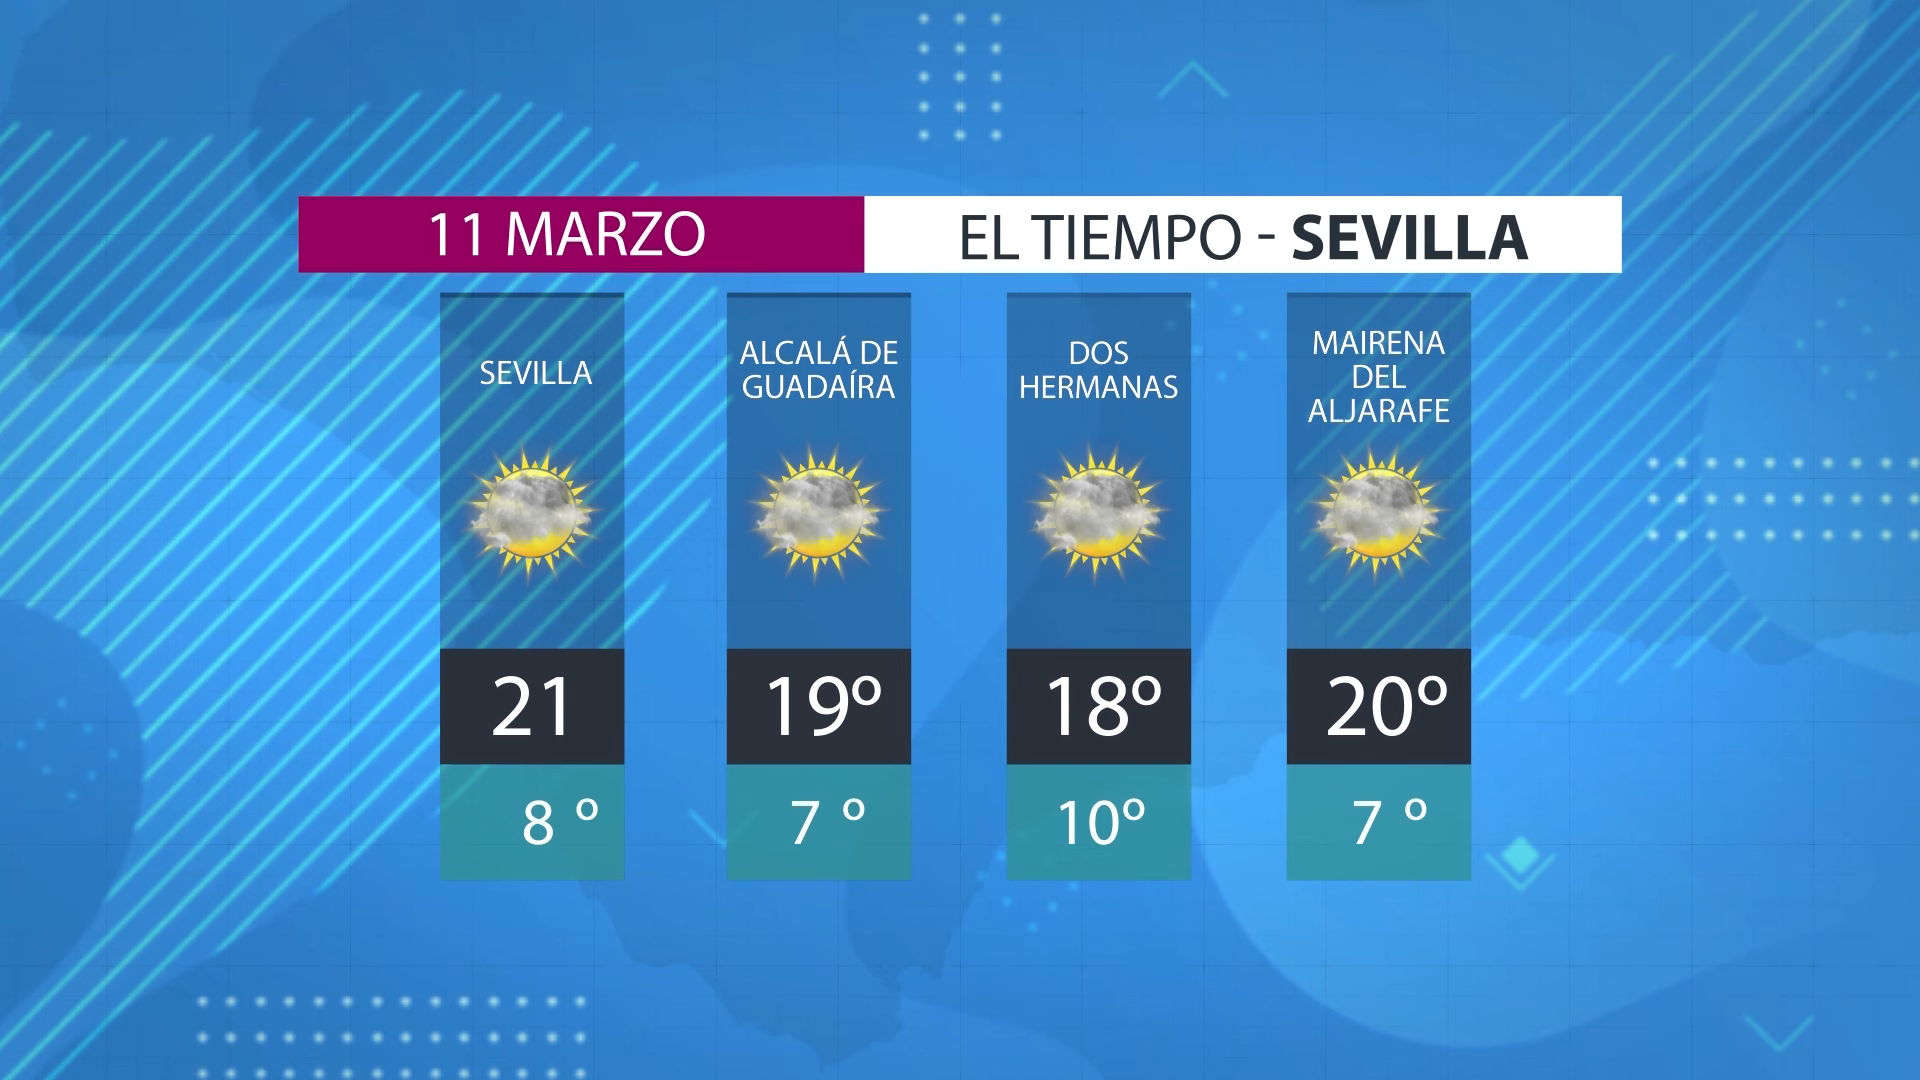 11 MARZO
EL TIEMPO - SEVILLA
SEVILLA
21
8 º
ALCALÁ DE
GUADAÍRA
19º
7 º
DOS
HERMANAS
18º
10º
MAIRENA
DEL
ALJARAFE
20º
7 º